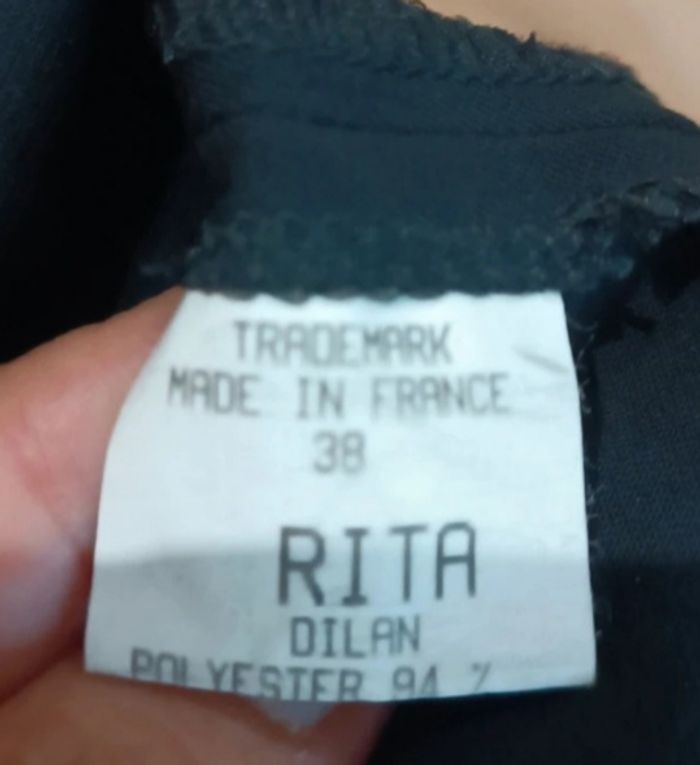 TRADEMARK
MADE IN FRANCE
38
RITA
DILAN
POLYESTER 94 %